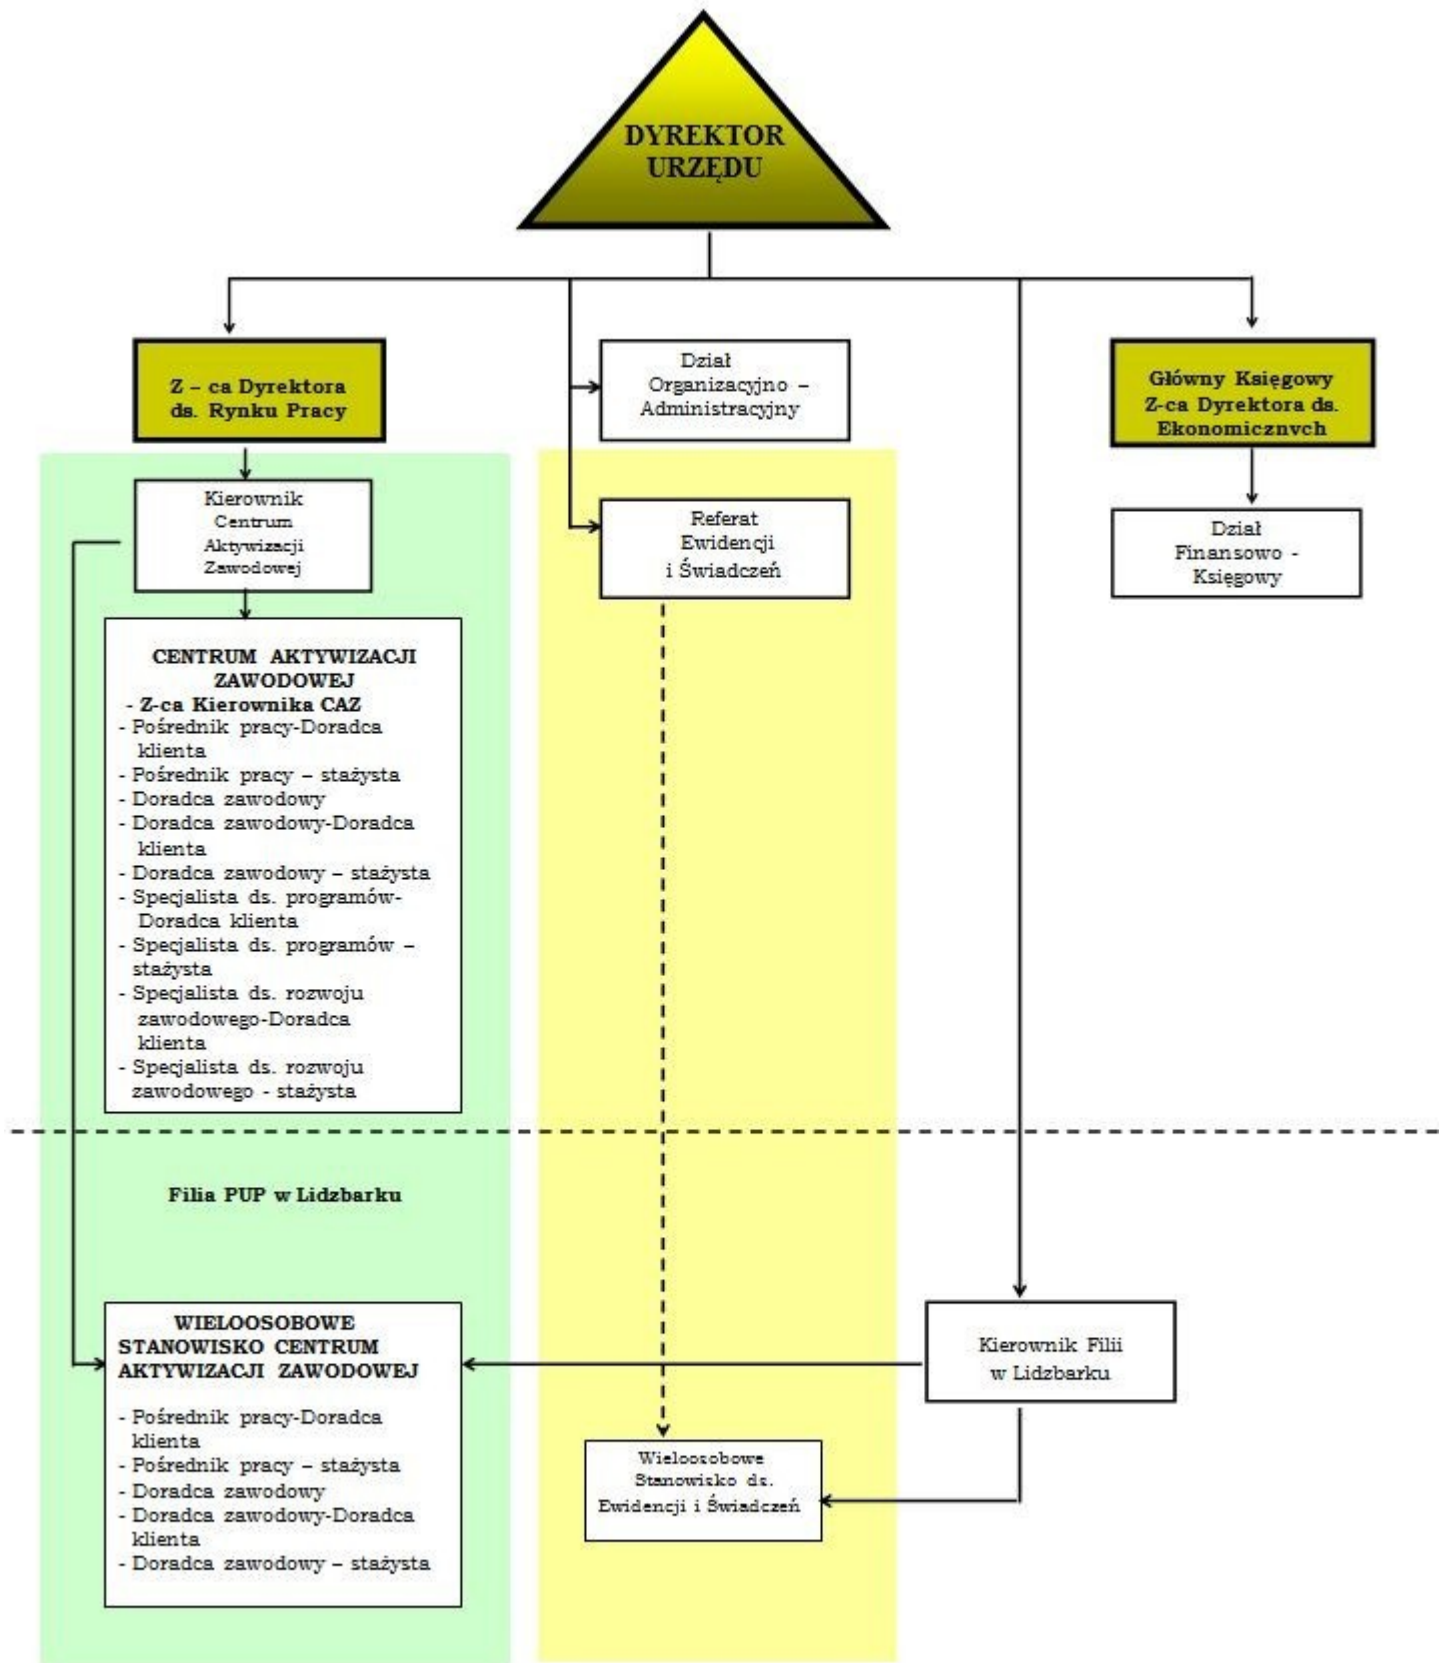 DYREKTOR
URZĘDU
Z – ca Dyrektora
ds. Rynku Pracy
Dział
Organizacyjno –
Administracyjny
Główny Księgowy
Z-ca Dyrektora ds.
Ekonomicznych
Kierownik
Centrum
Aktywizacji
Zawodowej
Referat
Ewidencji
i Świadczeń
Dział
Finansowo -
Księgowy
CENTRUM AKTYWIZACJI
ZAWODOWEJ
- Z-ca Kierownika CAZ
- Pośrednik pracy-Doradca
klienta
- Pośrednik pracy – stażysta
- Doradca zawodowy
- Doradca zawodowy-Doradca
klienta
- Doradca zawodowy – stażysta
- Specjalista ds. programów-
Doradca klienta
- Specjalista ds. programów –
stażysta
- Specjalista ds. rozwoju
zawodowego-Doradca
klienta
- Specjalista ds. rozwoju
zawodowego - stażysta
Filia PUP w Lidzbarku
WIELOOSOBOWE
STANOWISKO CENTRUM
AKTYWIZACJI ZAWODOWEJ
- Pośrednik pracy-Doradca
klienta
- Pośrednik pracy – stażysta
- Doradca zawodowy
- Doradca zawodowy-Doradca
klienta
- Doradca zawodowy – stażysta
Kierownik Filii
w Lidzbarku
Wieloosobowe
Stanowisko ds.
Ewidencji i Świadczeń